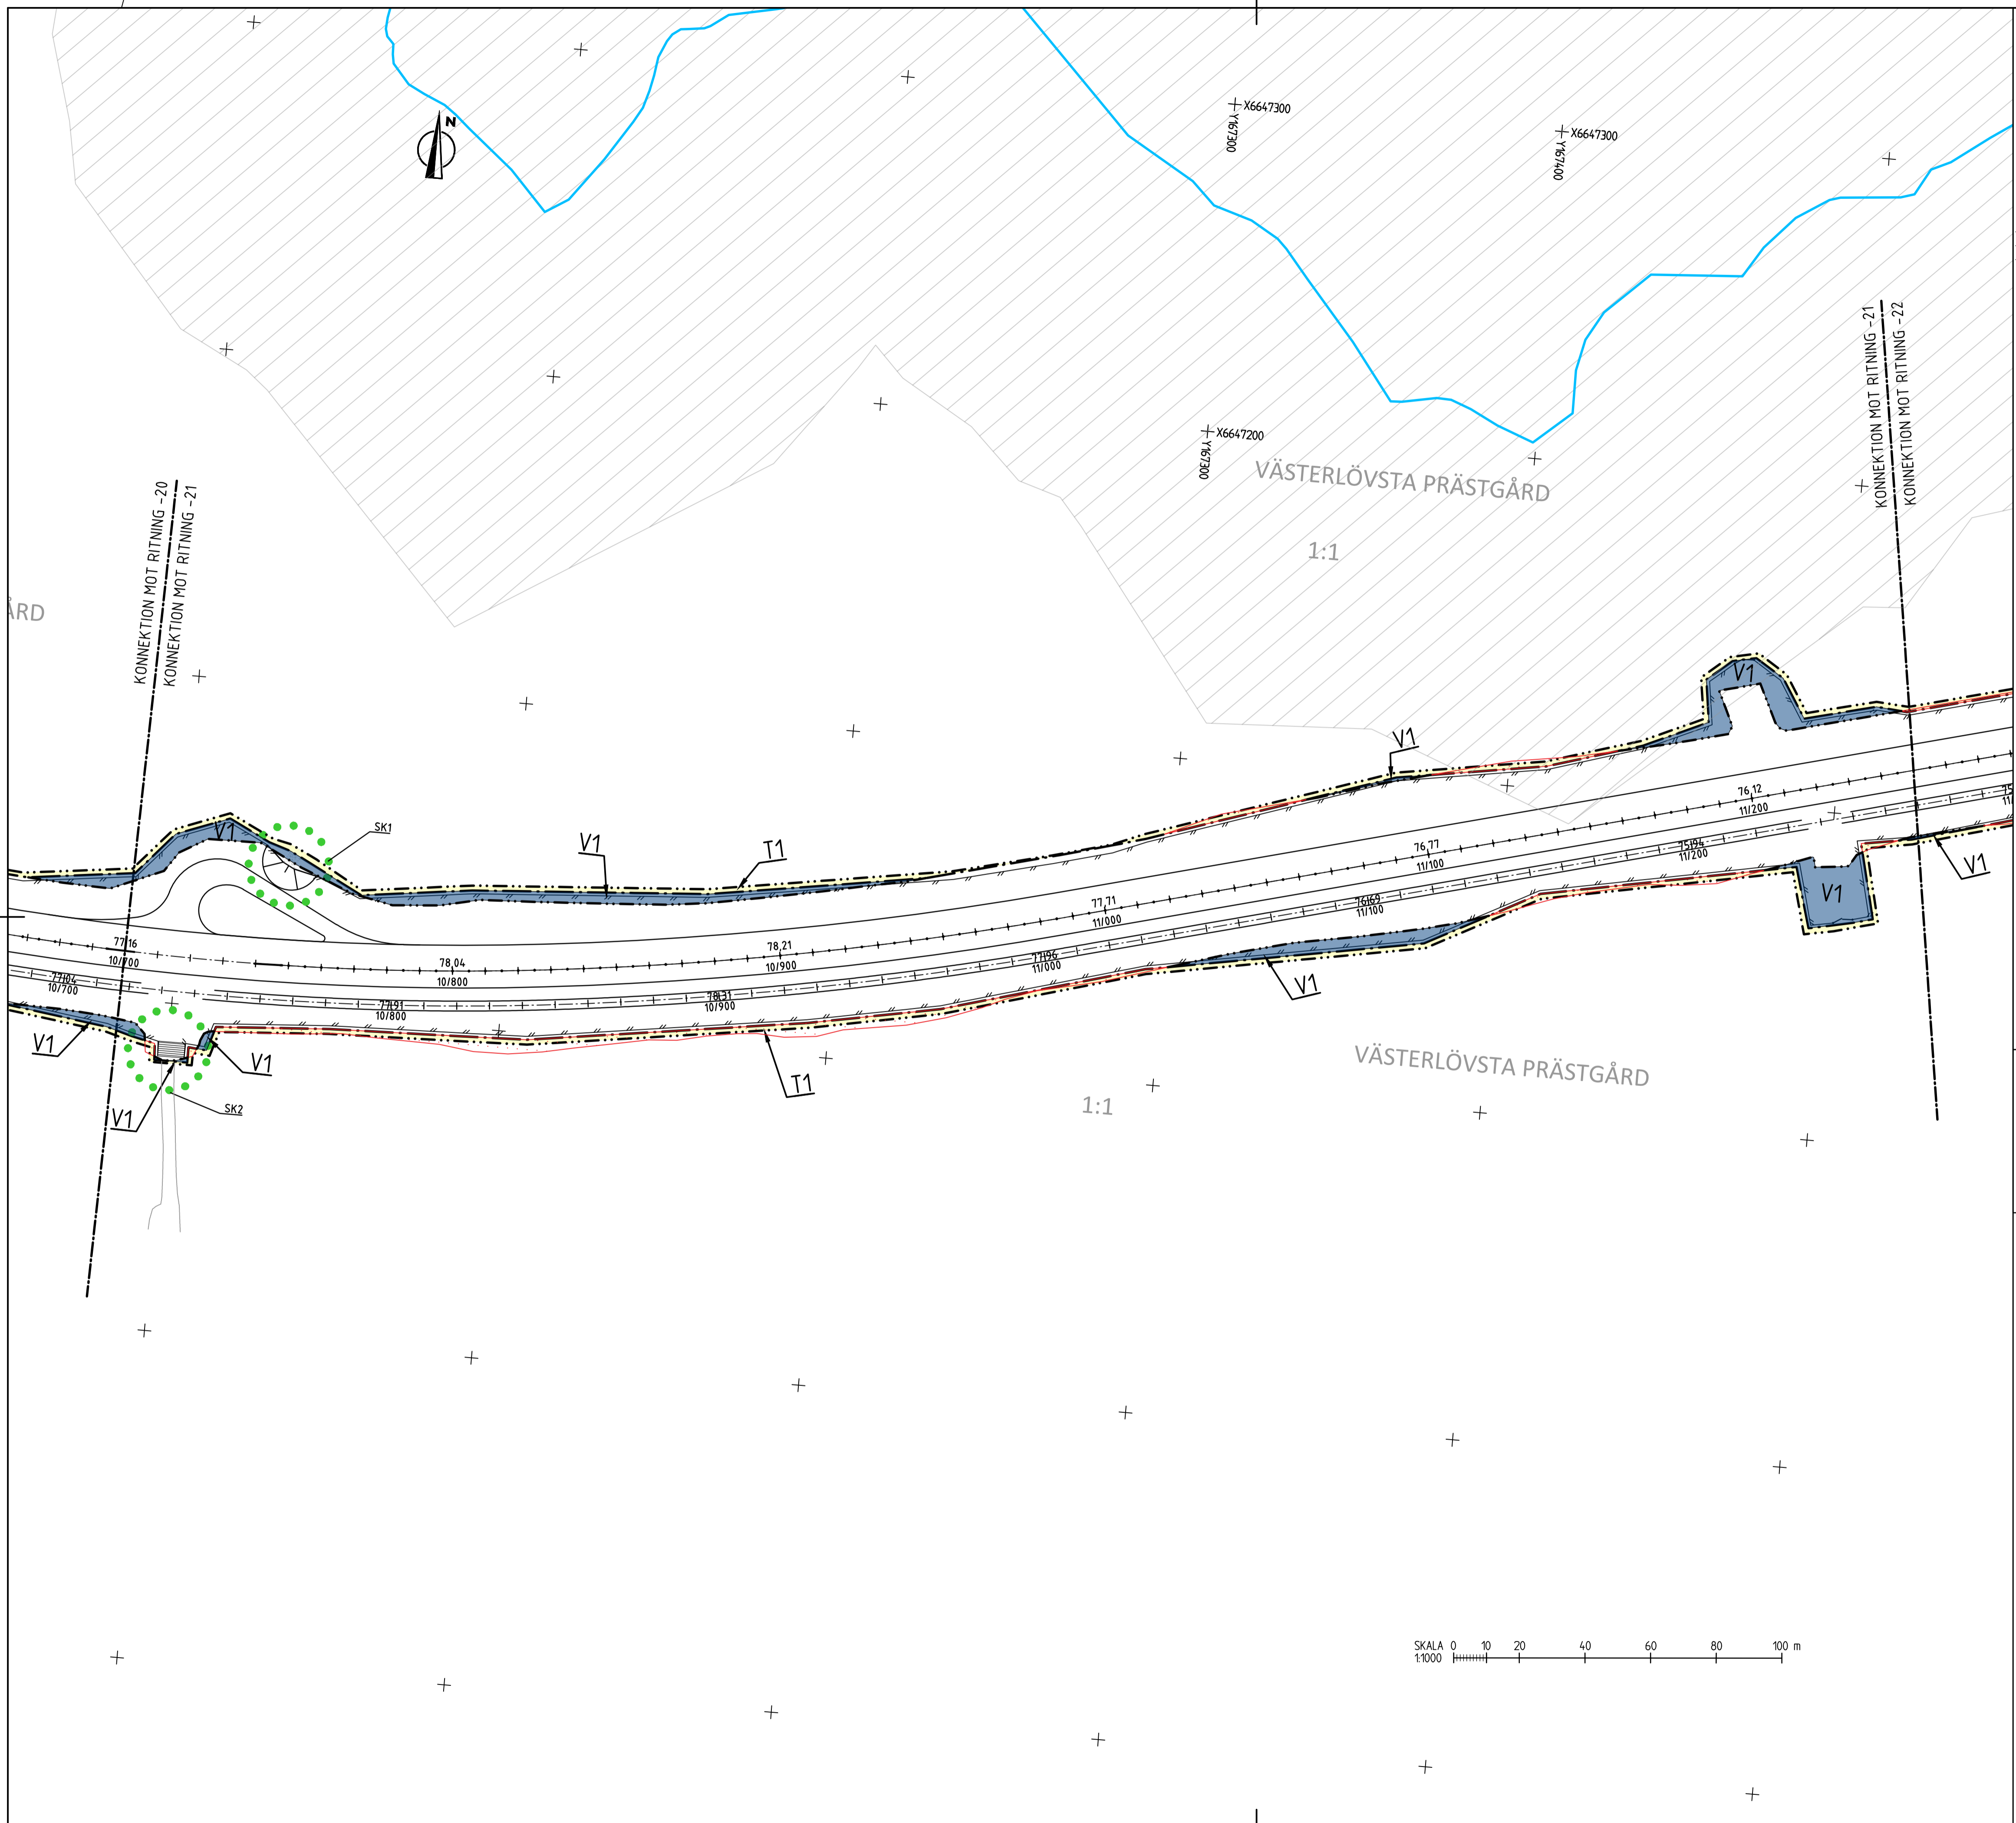 N
X6647300
Y167300
X6647300
Y167400
X6647200
Y167300
VÄSTERLÖVSTA PRÄSTGÅRD
1:1
KONNEKTION MOT RITNING -21
KONNEKTION MOT RITNING -22
KONNEKTION MOT RITNING -20
KONNEKTION MOT RITNING -21
ÅRD
V1
V1
V1
SK1
V1
T1
76,12
11/200
75,94
11/200
76,77
11/100
76,69
11/100
77,71
11/000
77,96
11/000
78,21
10/900
78,31
10/900
78,04
10/800
77,91
10/800
77,16
10/700
77,04
10/700
V1
V1
V1
V1
V1
V1
T1
SK2
VÄSTERLÖVSTA PRÄSTGÅRD
1:1
SKALA 0 10 20 40 60 80 100 m
1:1000